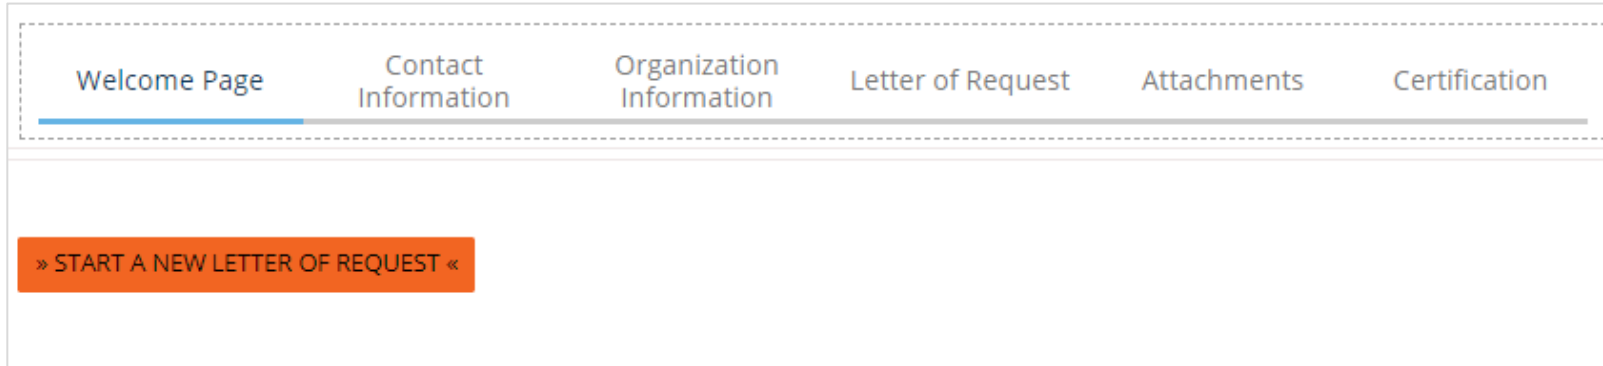 Welcome Page
Contact
Information
Organization
Information
Letter of Request
Attachments
Certification
» START A NEW LETTER OF REQUEST «